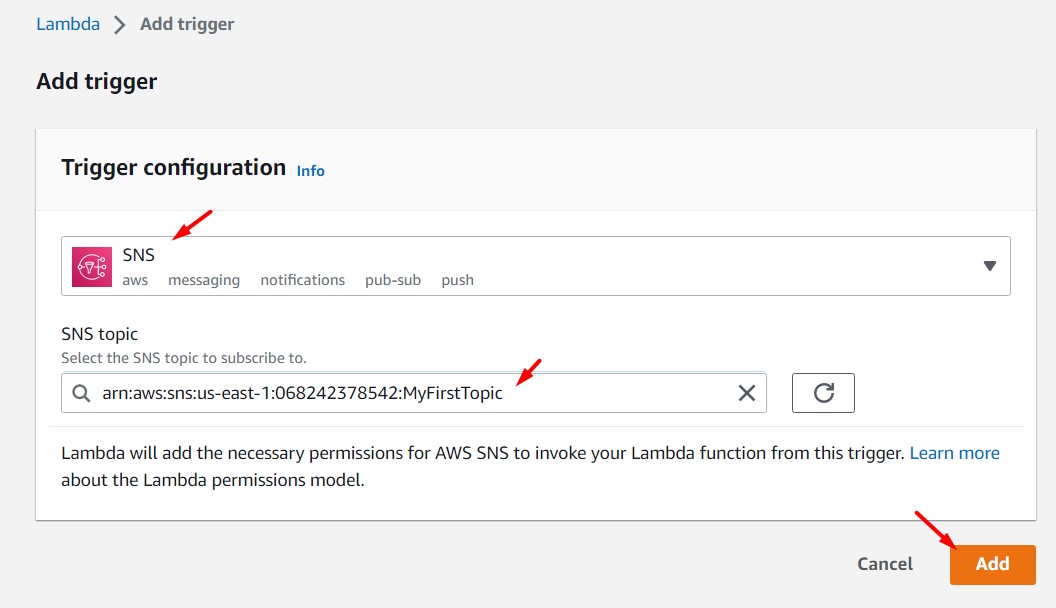 Lambda > Add trigger
Add trigger
Trigger configuration Info
SNS
aws messaging notifications pub-sub push
SNS topic
Select the SNS topic to subscribe to.
arn:aws:sns:us-east-1:068242378542:MyFirstTopic
Lambda will add the necessary permissions for AWS SNS to invoke your Lambda function from this trigger. Learn more
about the Lambda permissions model.
Cancel Add